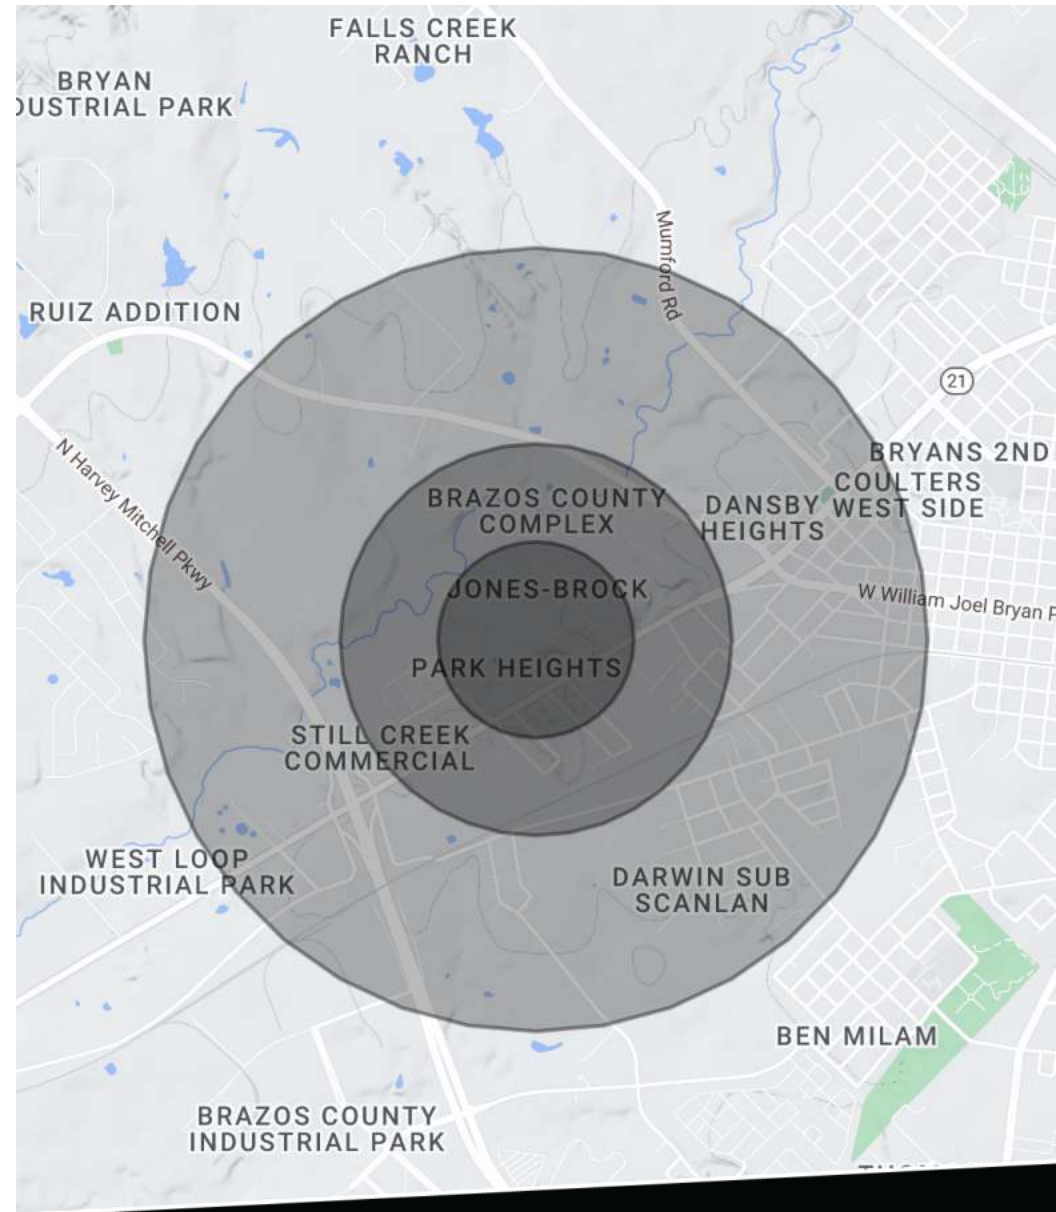 FALLS CREEK
RANCH
BRYAN
DUSTRIAL PARK
Mumford Rd
RUIZ ADDITION
21
N Harvey Mitchell Pkwy
BRYANS 2ND
COULTERS
WEST SIDE
DANSBY
HEIGHTS
BRAZOS COUNTY
COMPLEX
JONES-BROCK
W William Joel Bryan P
PARK HEIGHTS
STILL CREEK
COMMERCIAL
WEST LOOP
INDUSTRIAL PARK
DARWIN SUB
SCANLAN
BEN MILAM
BRAZOS COUNTY
INDUSTRIAL PARK